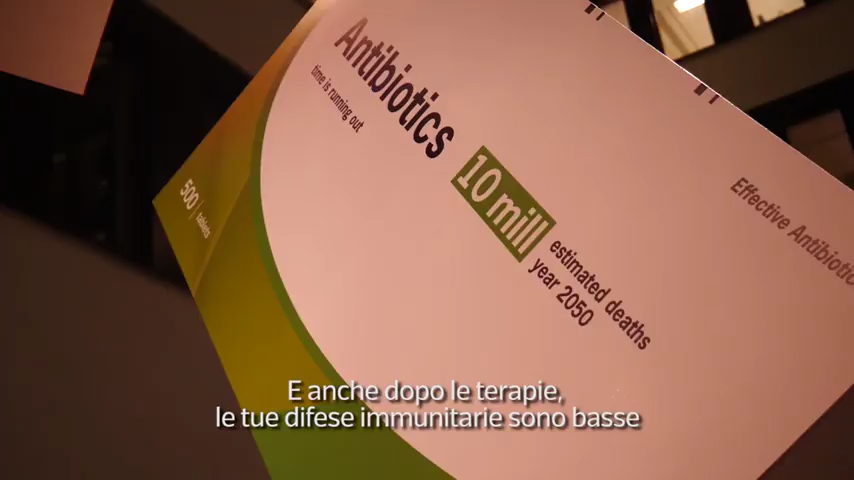 Antibiotics
time is running out
10 mill
estimated deaths
year 2050
500 tablets
Effective Antibiotic
E anche dopo le terapie,
le tue difese immunitarie sono basse